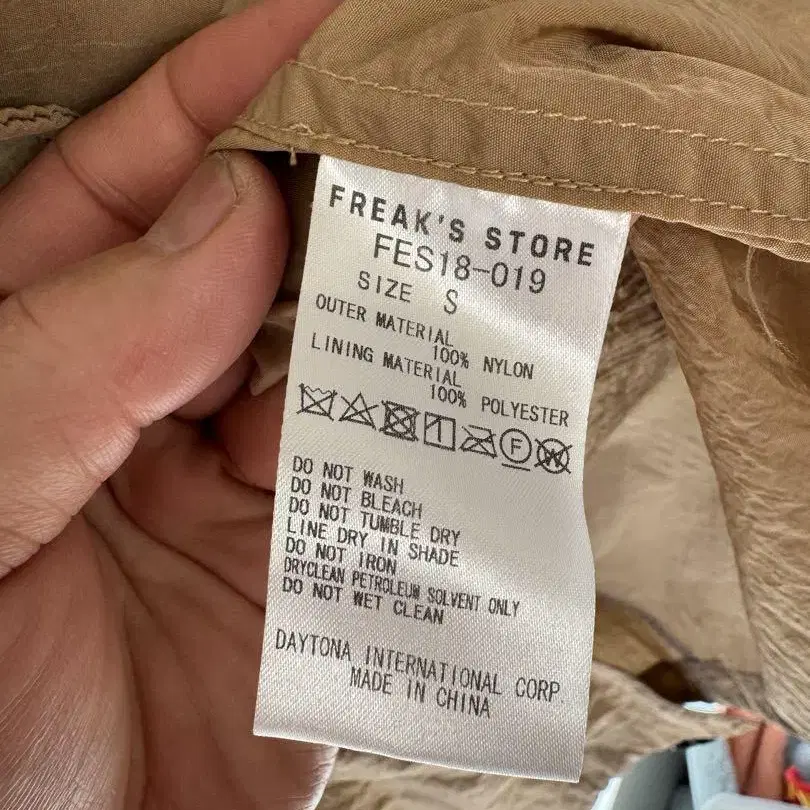 FREAK'S STORE
FES18-019
SIZE S
OUTER MATERIAL
100% NYLON
LINING MATERIAL
100% POLYESTER
F W
DO NOT WASH
DO NOT BLEACH
DO NOT TUMBLE DRY
LINE DRY IN SHADE
DO NOT IRON
DRYCLEAN PETROLEUM SOLVENT ONLY
DO NOT WET CLEAN
DAYTONA INTERNATIONAL CORP.
MADE IN CHINA